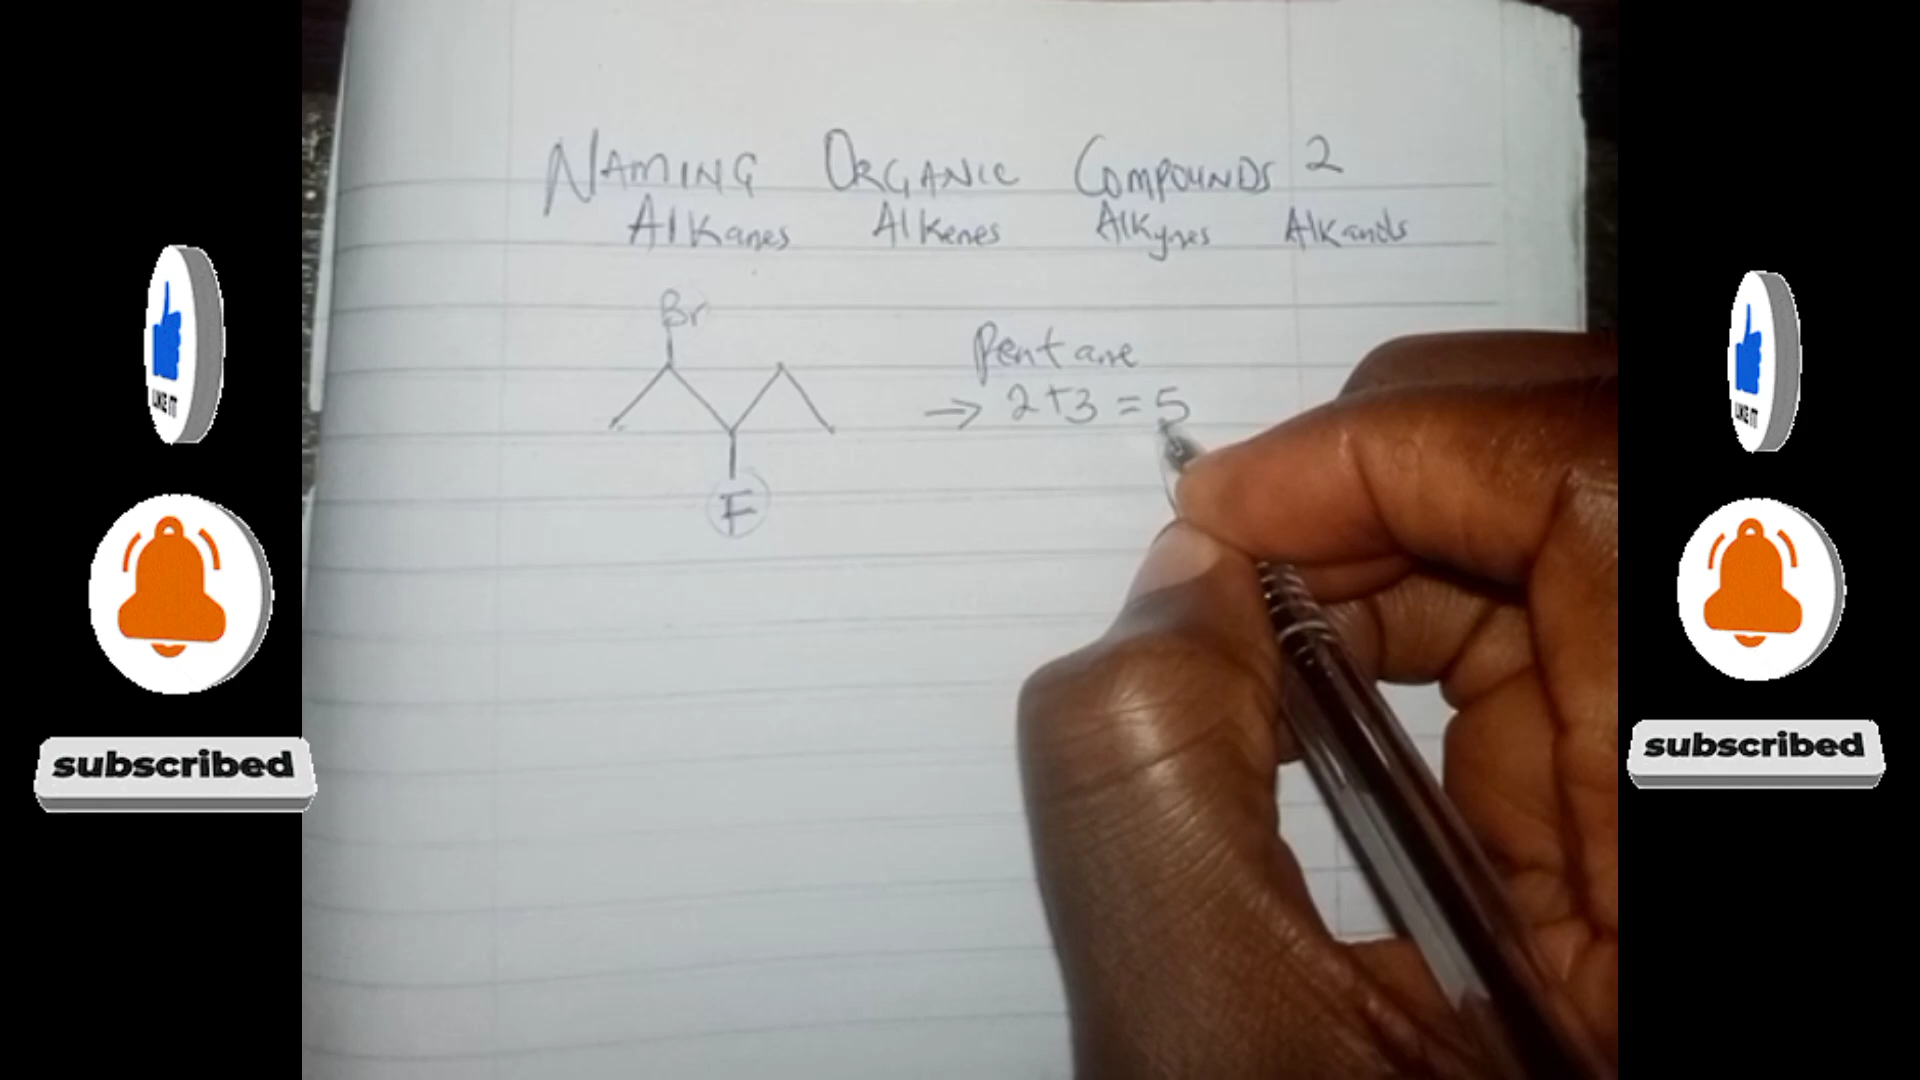 NAMING ORGANIC COMPOUNDS 2
Alkanes Alkenes Alkynes Alkanols
Br
Pentane
→ 2+3 = 5
F
LIKE IT
LIKE IT
subscribed
subscribed